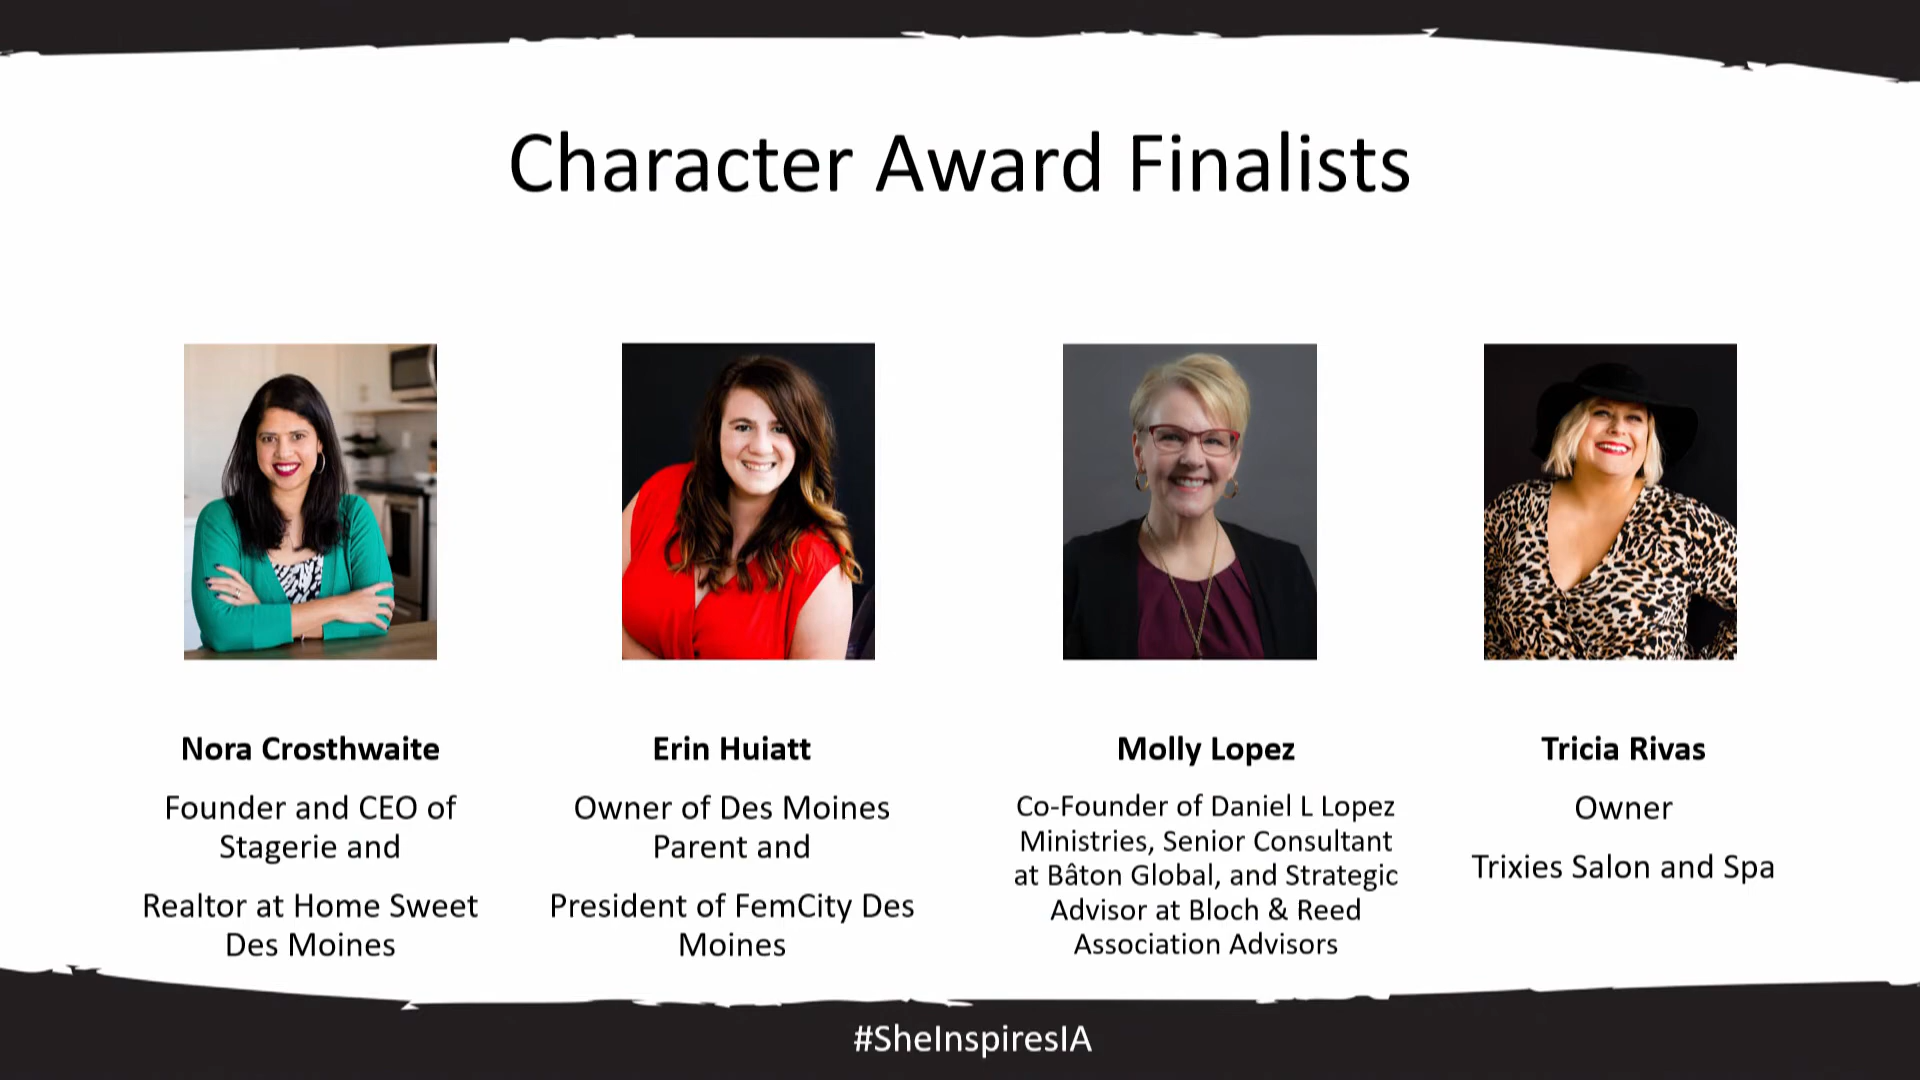 Character Award Finalists
Nora Crosthwaite
Founder and CEO of
Stagerie and
Realtor at Home Sweet
Des Moines
Erin Huiatt
Owner of Des Moines
Parent and
President of FemCity Des
Moines
Molly Lopez
Co-Founder of Daniel L Lopez
Ministries, Senior Consultant
at Bâton Global, and Strategic
Advisor at Bloch & Reed
Association Advisors
Tricia Rivas
Owner
Trixies Salon and Spa
#SheInspiresIA